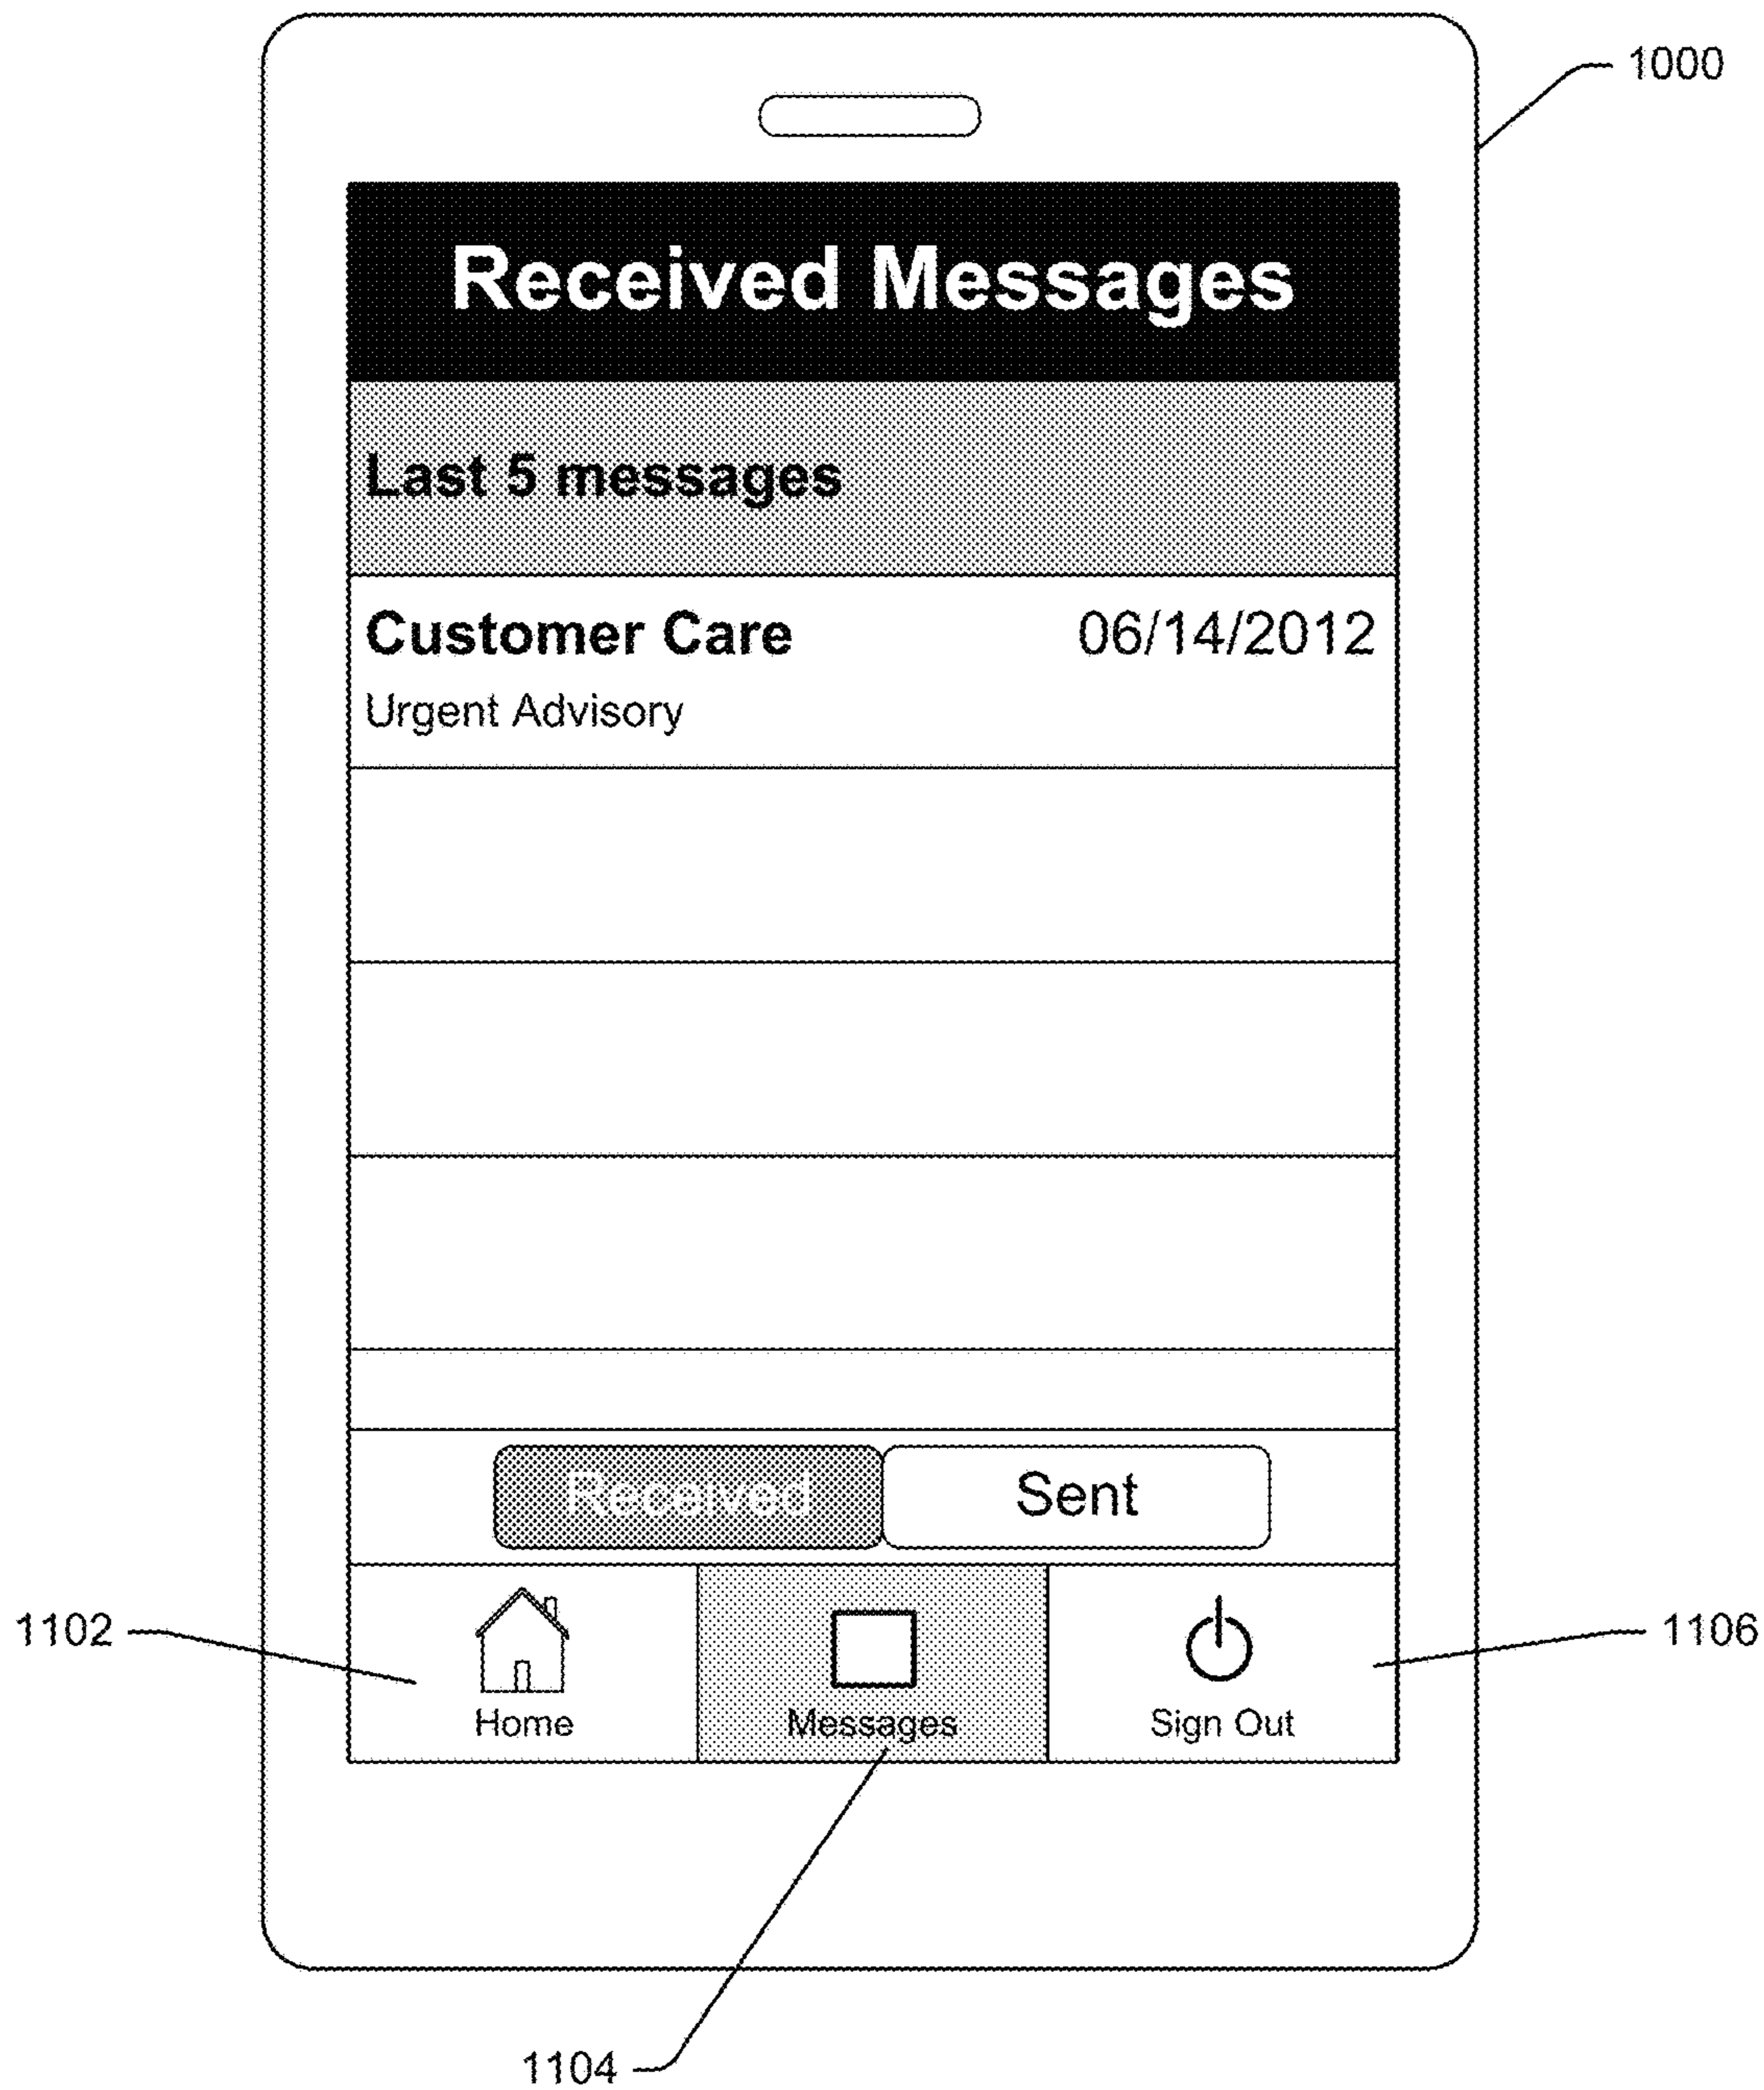 1000
Received Messages
Last 5 messages
Customer Care 06/14/2012
Urgent Advisory
Received Sent
1102 1106
Home Messages Sign Out
1104